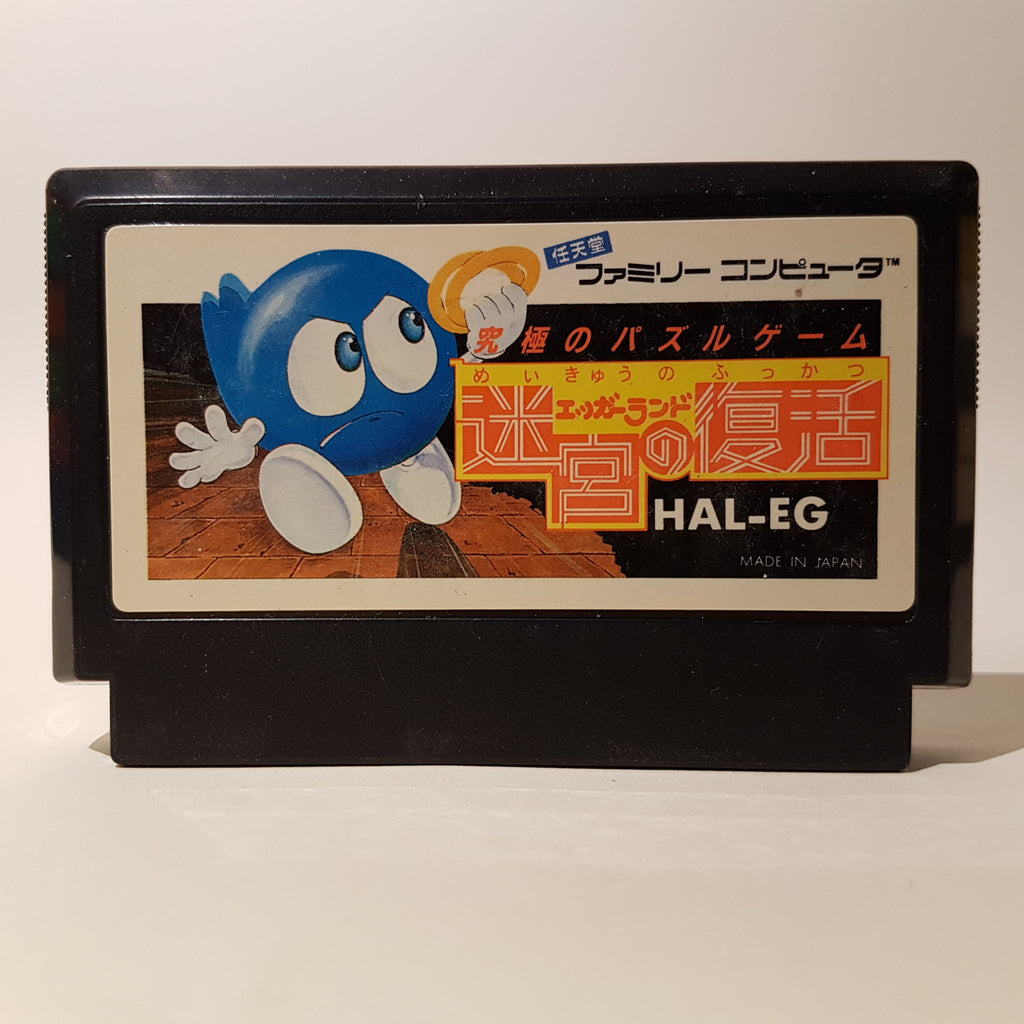 任天堂
ファミリー コンピュータ™
究極のパズルゲーム
めいきゅうの ふっかつ
エッガーランド
迷宮の復活
HAL-EG
MADE IN JAPAN